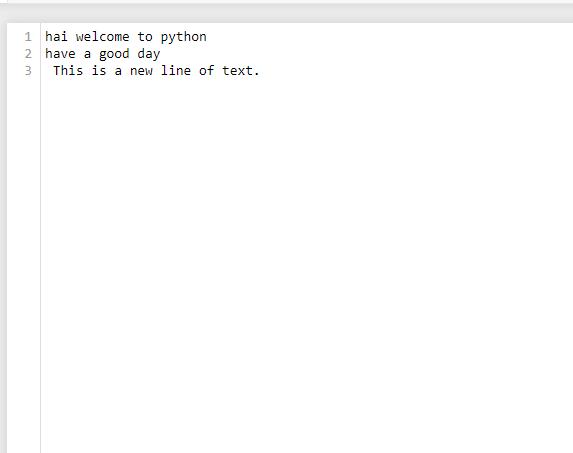 1 hai welcome to python
2 have a good day
3  This is a new line of text.